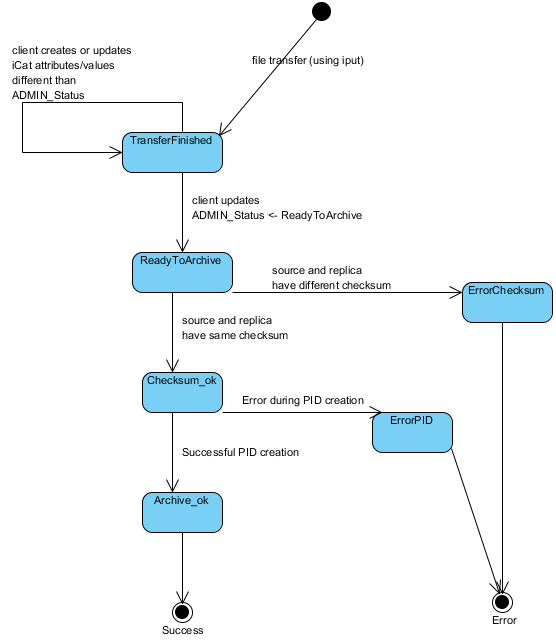 client creates or updates
iCat attributes/values
different than
ADMIN_Status
file transfer (using iput)
TransferFinished
client updates
ADMIN_Status <- ReadyToArchive
ReadyToArchive
source and replica
have different checksum
ErrorChecksum
source and replica
have same checksum
Checksum_ok
Error during PID creation
ErrorPID
Successful PID creation
Archive_ok
Success
Error